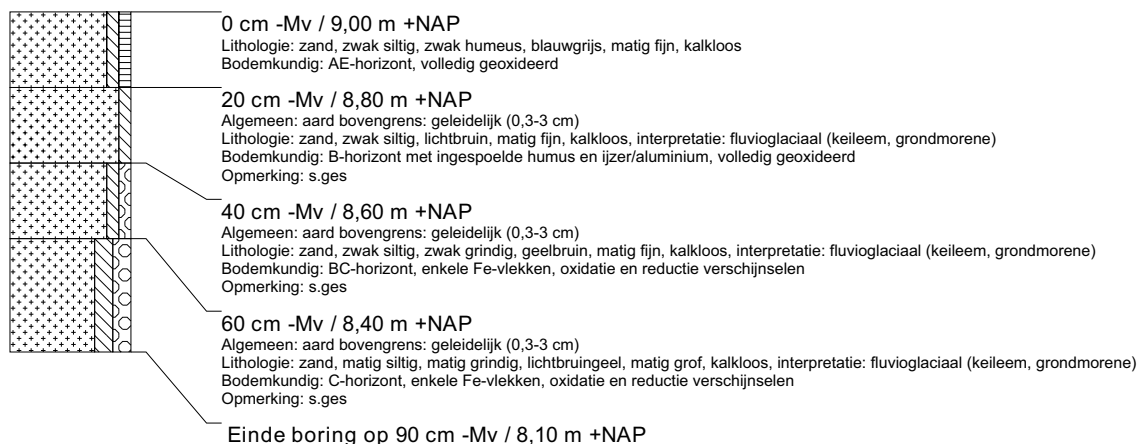 0 cm -Mv / 9,00 m +NAP
Lithologie: zand, zwak siltig, zwak humeus, blauwgrijs, matig fijn, kalkloos
Bodemkundig: AE-horizont, volledig geoxideerd
20 cm -Mv / 8,80 m +NAP
Algemeen: aard bovengrens: geleidelijk (0,3-3 cm)
Lithologie: zand, zwak siltig, lichtbruin, matig fijn, kalkloos, interpretatie: fluvioglaciaal (keileem, grondmorene)
Bodemkundig: B-horizont met ingespoelde humus en ijzer/aluminium, volledig geoxideerd
Opmerking: s.ges
40 cm -Mv / 8,60 m +NAP
Algemeen: aard bovengrens: geleidelijk (0,3-3 cm)
Lithologie: zand, zwak siltig, zwak grindig, geelbruin, matig fijn, kalkloos, interpretatie: fluvioglaciaal (keileem, grondmorene)
Bodemkundig: BC-horizont, enkele Fe-vlekken, oxidatie en reductie verschijnselen
Opmerking: s.ges
60 cm -Mv / 8,40 m +NAP
Algemeen: aard bovengrens: geleidelijk (0,3-3 cm)
Lithologie: zand, matig siltig, matig grindig, lichtbruingeel, matig grof, kalkloos, interpretatie: fluvioglaciaal (keileem, grondmorene)
Bodemkundig: C-horizont, enkele Fe-vlekken, oxidatie en reductie verschijnselen
Opmerking: s.ges
Einde boring op 90 cm -Mv / 8,10 m +NAP